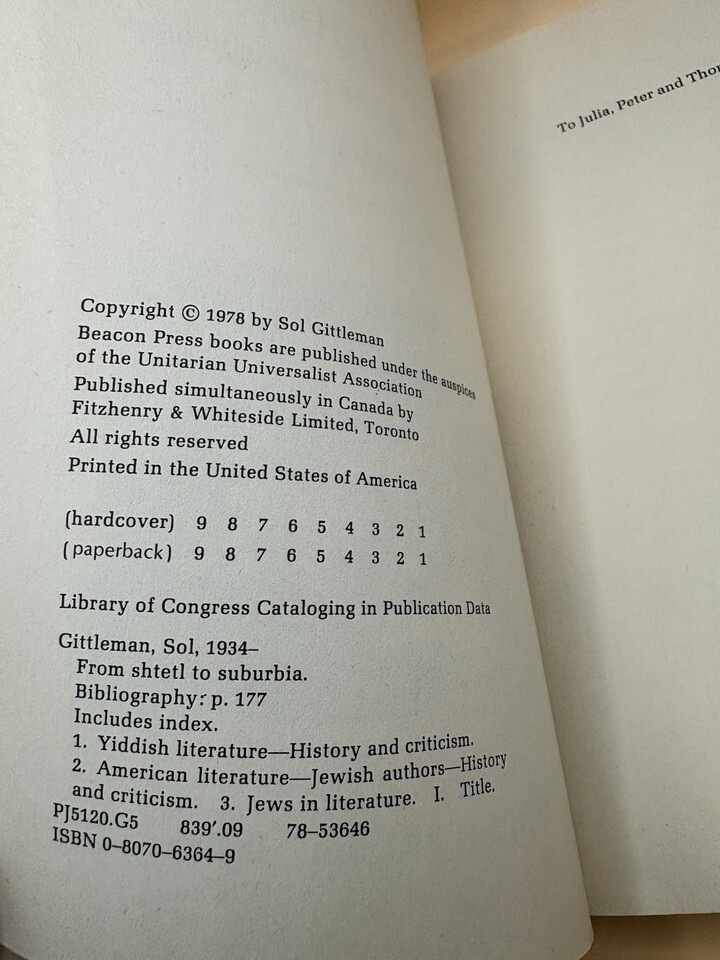 Copyright © 1978 by Sol Gittleman
Beacon Press books are published under the auspices
of the Unitarian Universalist Association
Published simultaneously in Canada by
Fitzhenry & Whiteside Limited, Toronto
All rights reserved
Printed in the United States of America
(hardcover) 9 8 7 6 5 4 3 2 1
(paperback) 9 8 7 6 5 4 3 2 1
Library of Congress Cataloging in Publication Data
Gittleman, Sol, 1934–
From shtetl to suburbia.
Bibliography: p. 177
Includes index.
1. Yiddish literature—History and criticism.
2. American literature—Jewish authors—History
and criticism. 3. Jews in literature. I. Title.
PJ5120.G5 839'.09 78–53646
ISBN 0–8070–6364–9
To Julia, Peter and